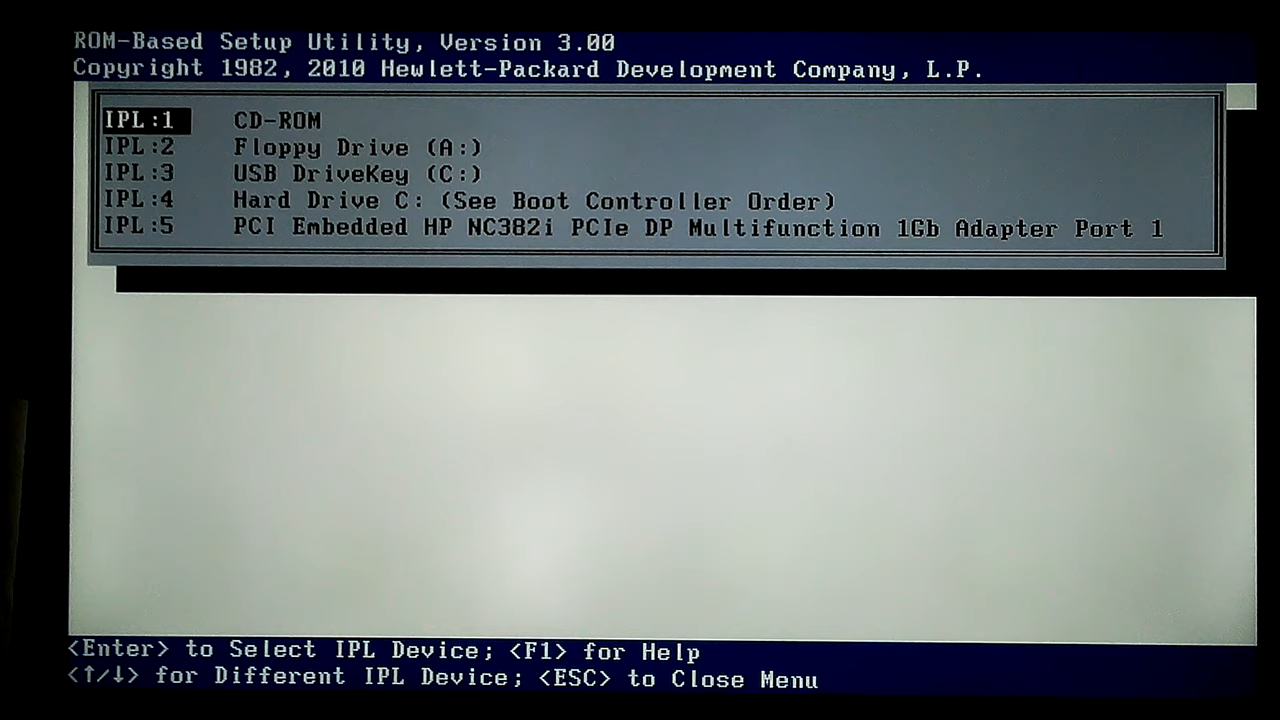 ROM-Based Setup Utility, Version 3.00
Copyright 1982, 2010 Hewlett-Packard Development Company, L.P.
IPL:1 CD-ROM
IPL:2 Floppy Drive (A:)
IPL:3 USB DriveKey (C:)
IPL:4 Hard Drive C: (See Boot Controller Order)
IPL:5 PCI Embedded HP NC382i PCIe DP Multifunction 1Gb Adapter Port 1
<Enter> to Select IPL Device; <F1> for Help
<↑/↓> for Different IPL Device; <ESC> to Close Menu